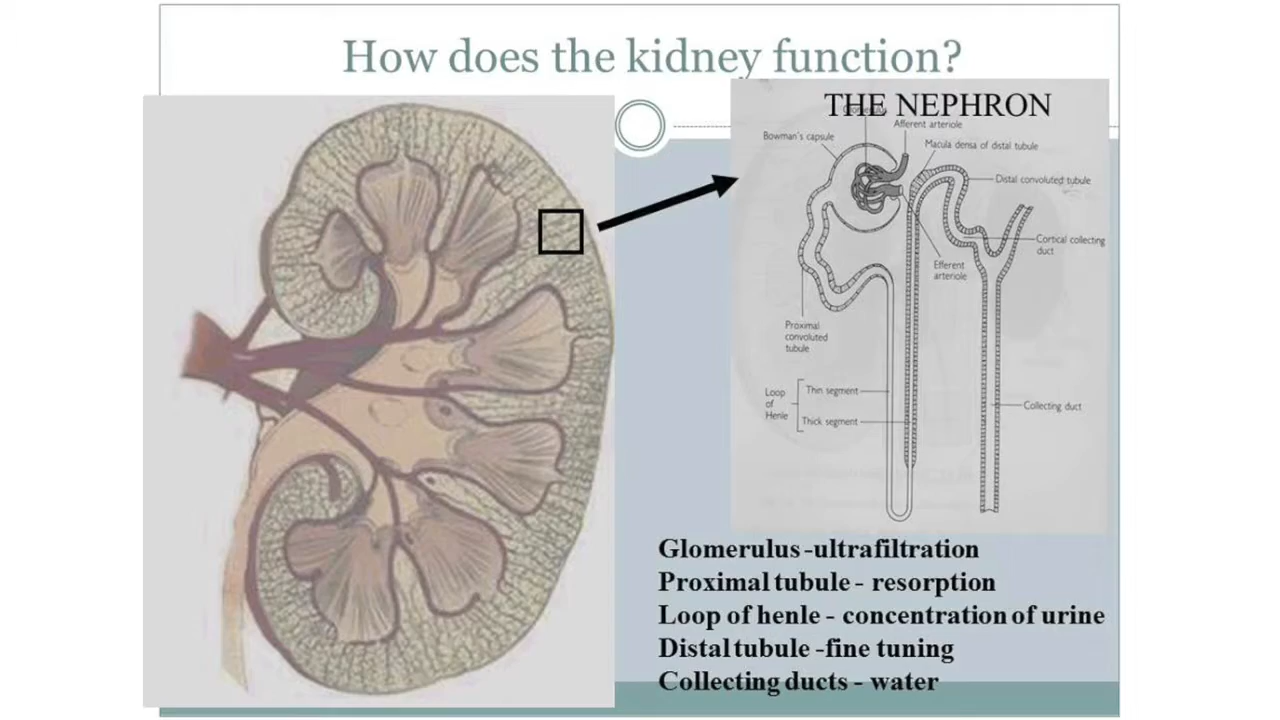 How does the kidney function?
THE NEPHRON
Afferent arteriole
Bowman's capsule
Macula densa of distal tubule
Distal convoluted tubule
Cortical collecting
duct
Efferent
arteriole
Proximal
convoluted
tubule
Loop
of
Henle
Thin segment
Thick segment
Collecting duct
Glomerulus -ultrafiltration
Proximal tubule - resorption
Loop of henle - concentration of urine
Distal tubule -fine tuning
Collecting ducts - water